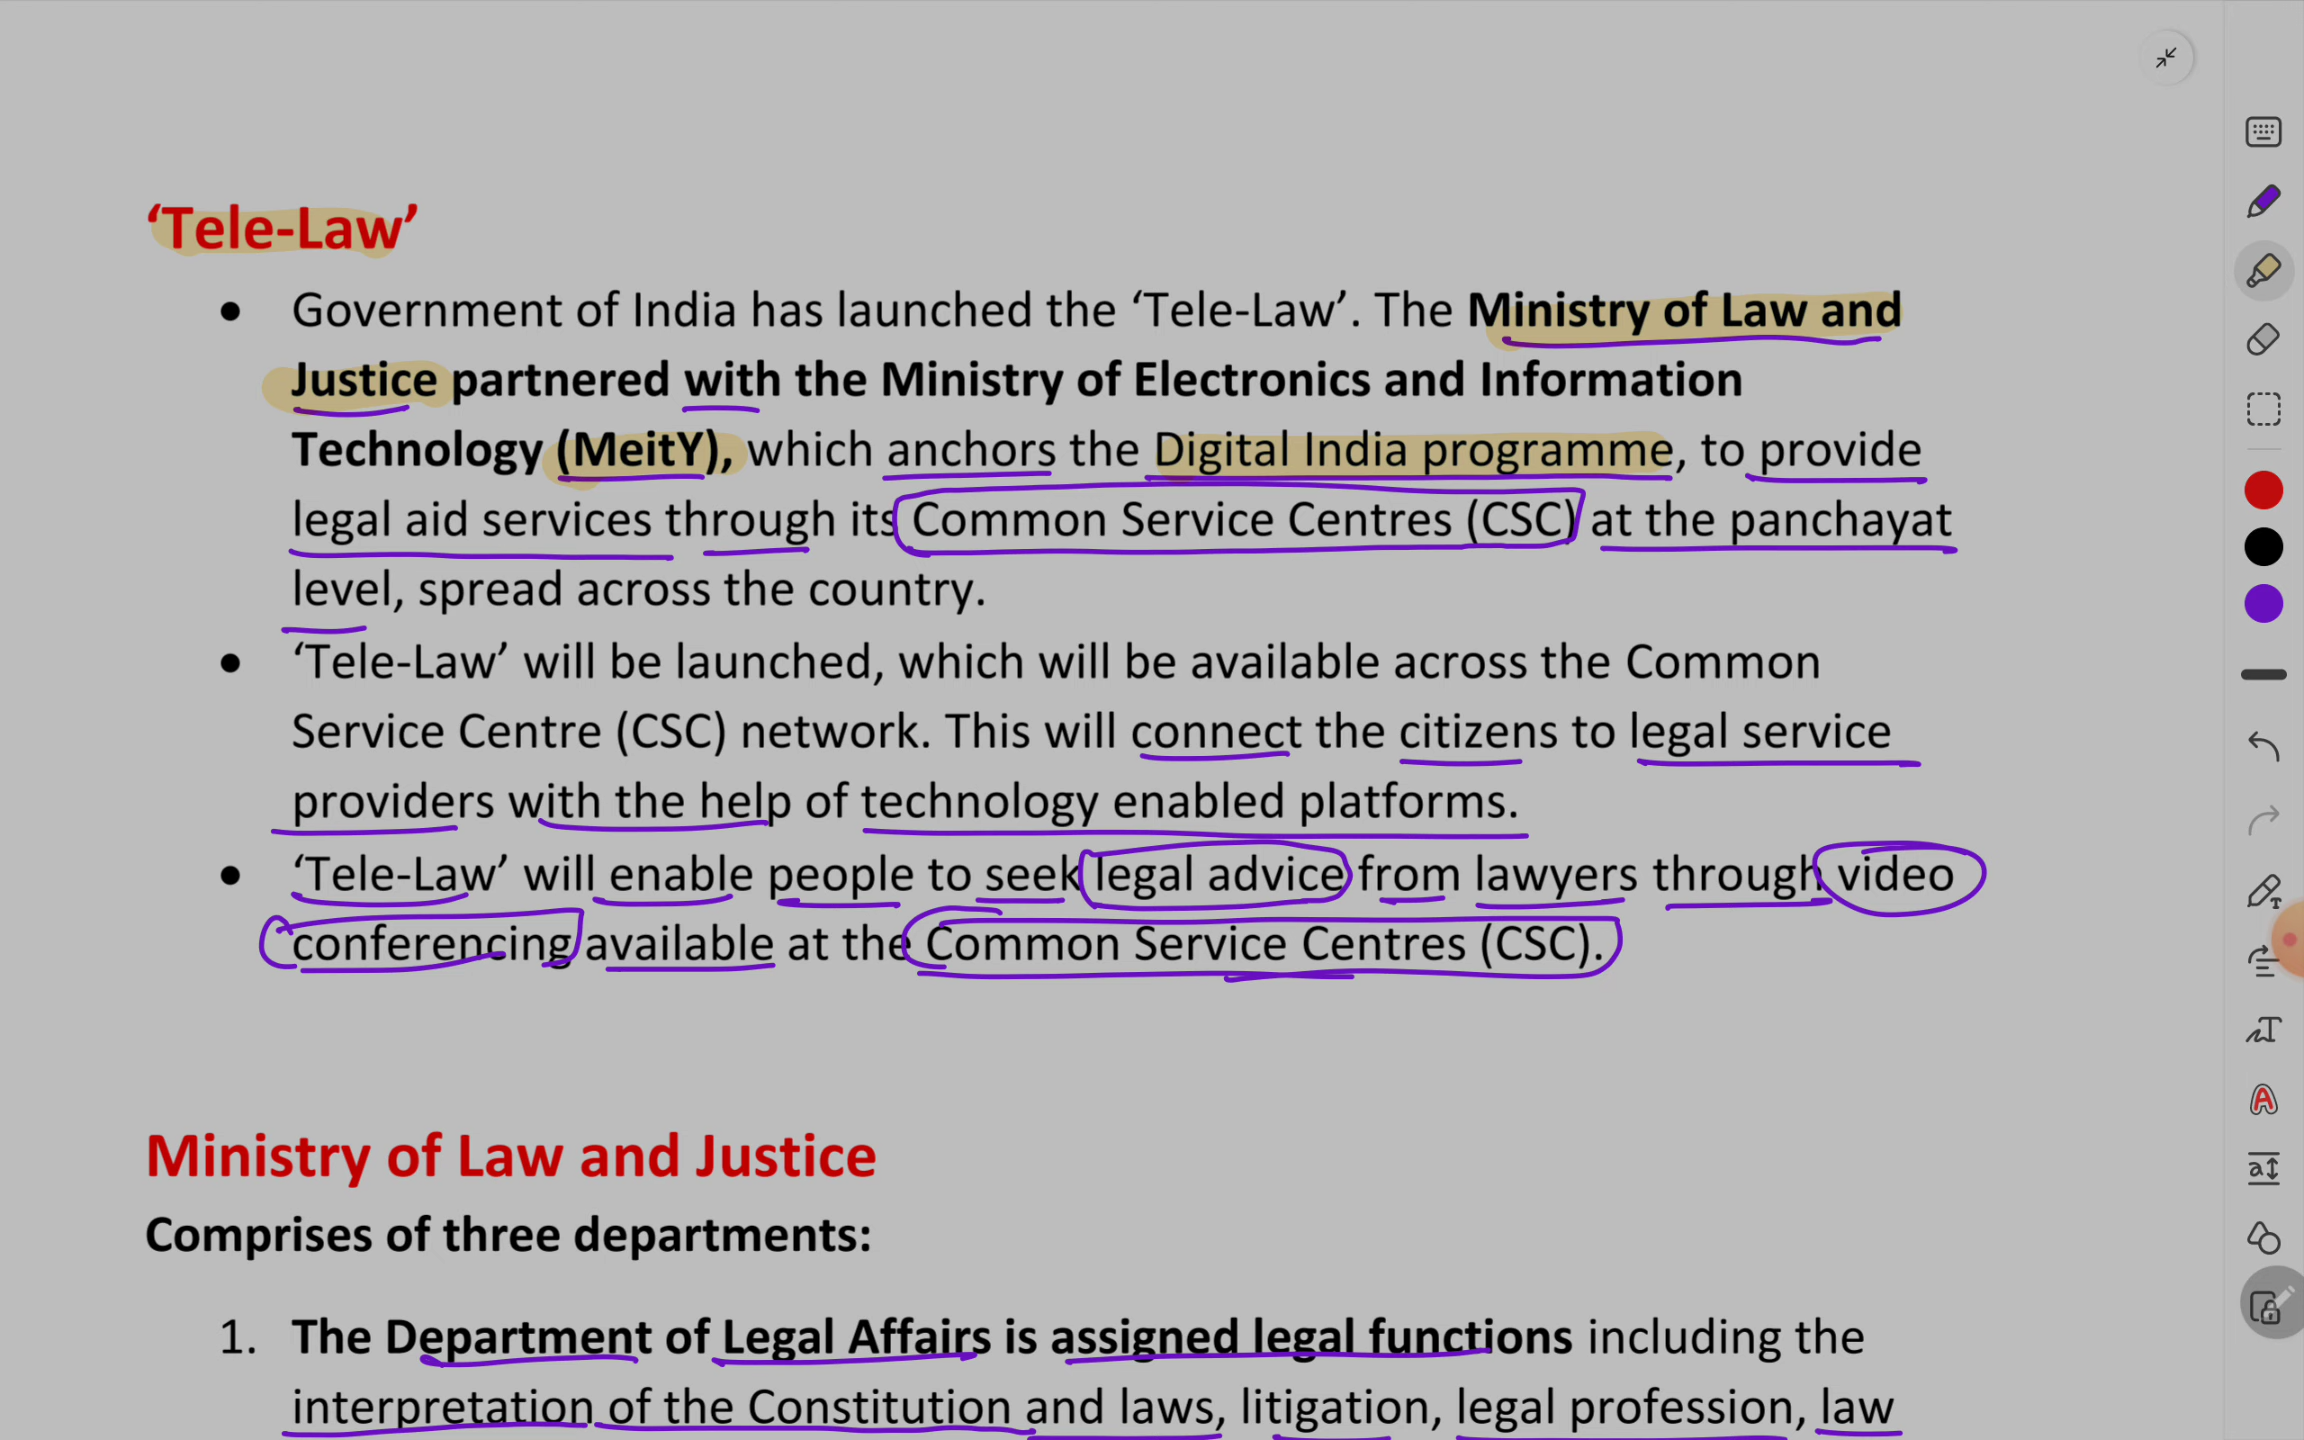 ‘Tele-Law’
● Government of India has launched the ‘Tele-Law’. The Ministry of Law and
Justice partnered with the Ministry of Electronics and Information
Technology (MeitY), which anchors the Digital India programme, to provide
legal aid services through its Common Service Centres (CSC) at the panchayat
level, spread across the country.
● ‘Tele-Law’ will be launched, which will be available across the Common
Service Centre (CSC) network. This will connect the citizens to legal service
providers with the help of technology enabled platforms.
● ‘Tele-Law’ will enable people to seek legal advice from lawyers through video
conferencing available at the Common Service Centres (CSC).
Ministry of Law and Justice
Comprises of three departments:
1. The Department of Legal Affairs is assigned legal functions including the
interpretation of the Constitution and laws, litigation, legal profession, law